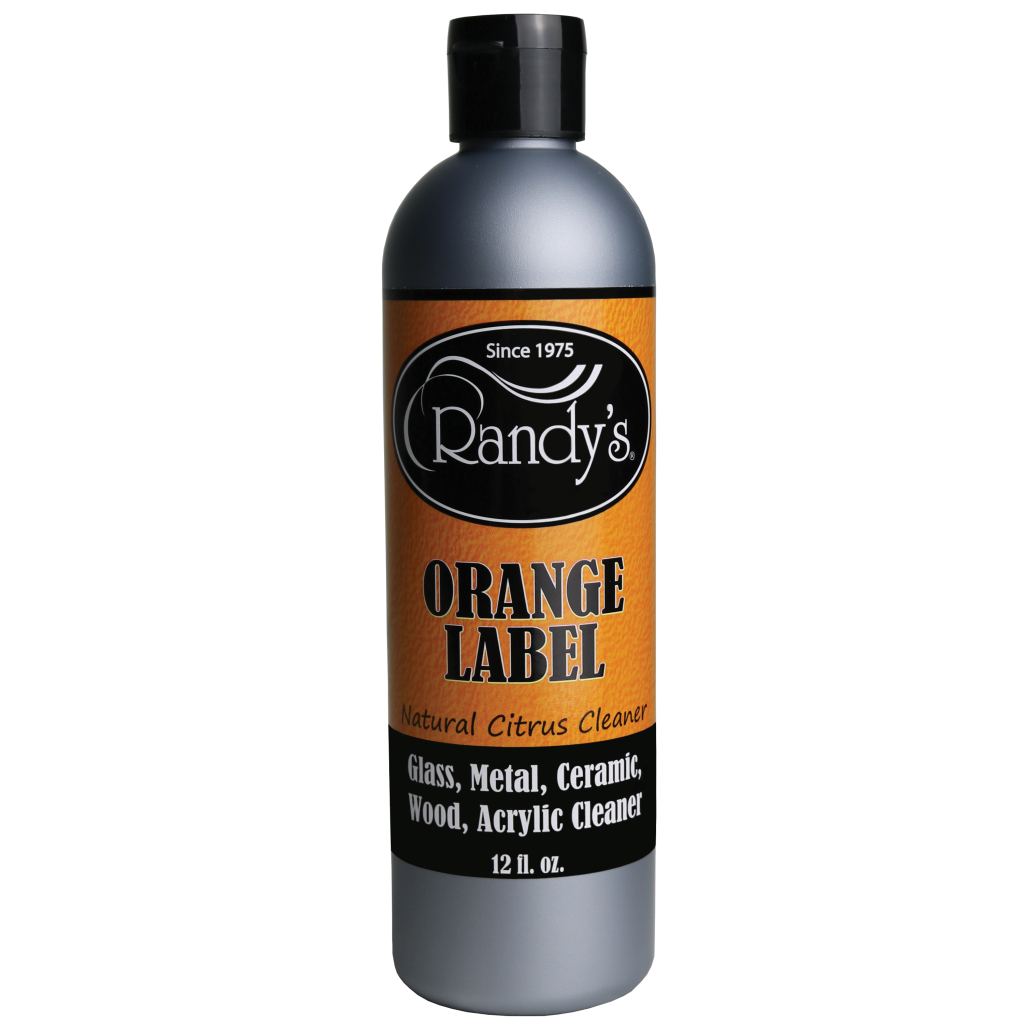 Since 1975
Randy's®
ORANGE
LABEL
Natural Citrus Cleaner
Glass, Metal, Ceramic,
Wood, Acrylic Cleaner
12 fl. oz.